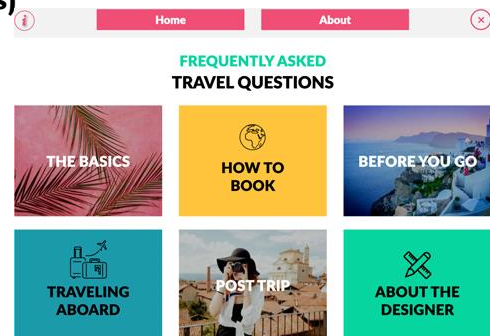 s)
Home
About
FREQUENTLY ASKED
TRAVEL QUESTIONS
THE BASICS
HOW TO
BOOK
BEFORE YOU GO
TRAVELING
ABOARD
POST TRIP
ABOUT THE
DESIGNER